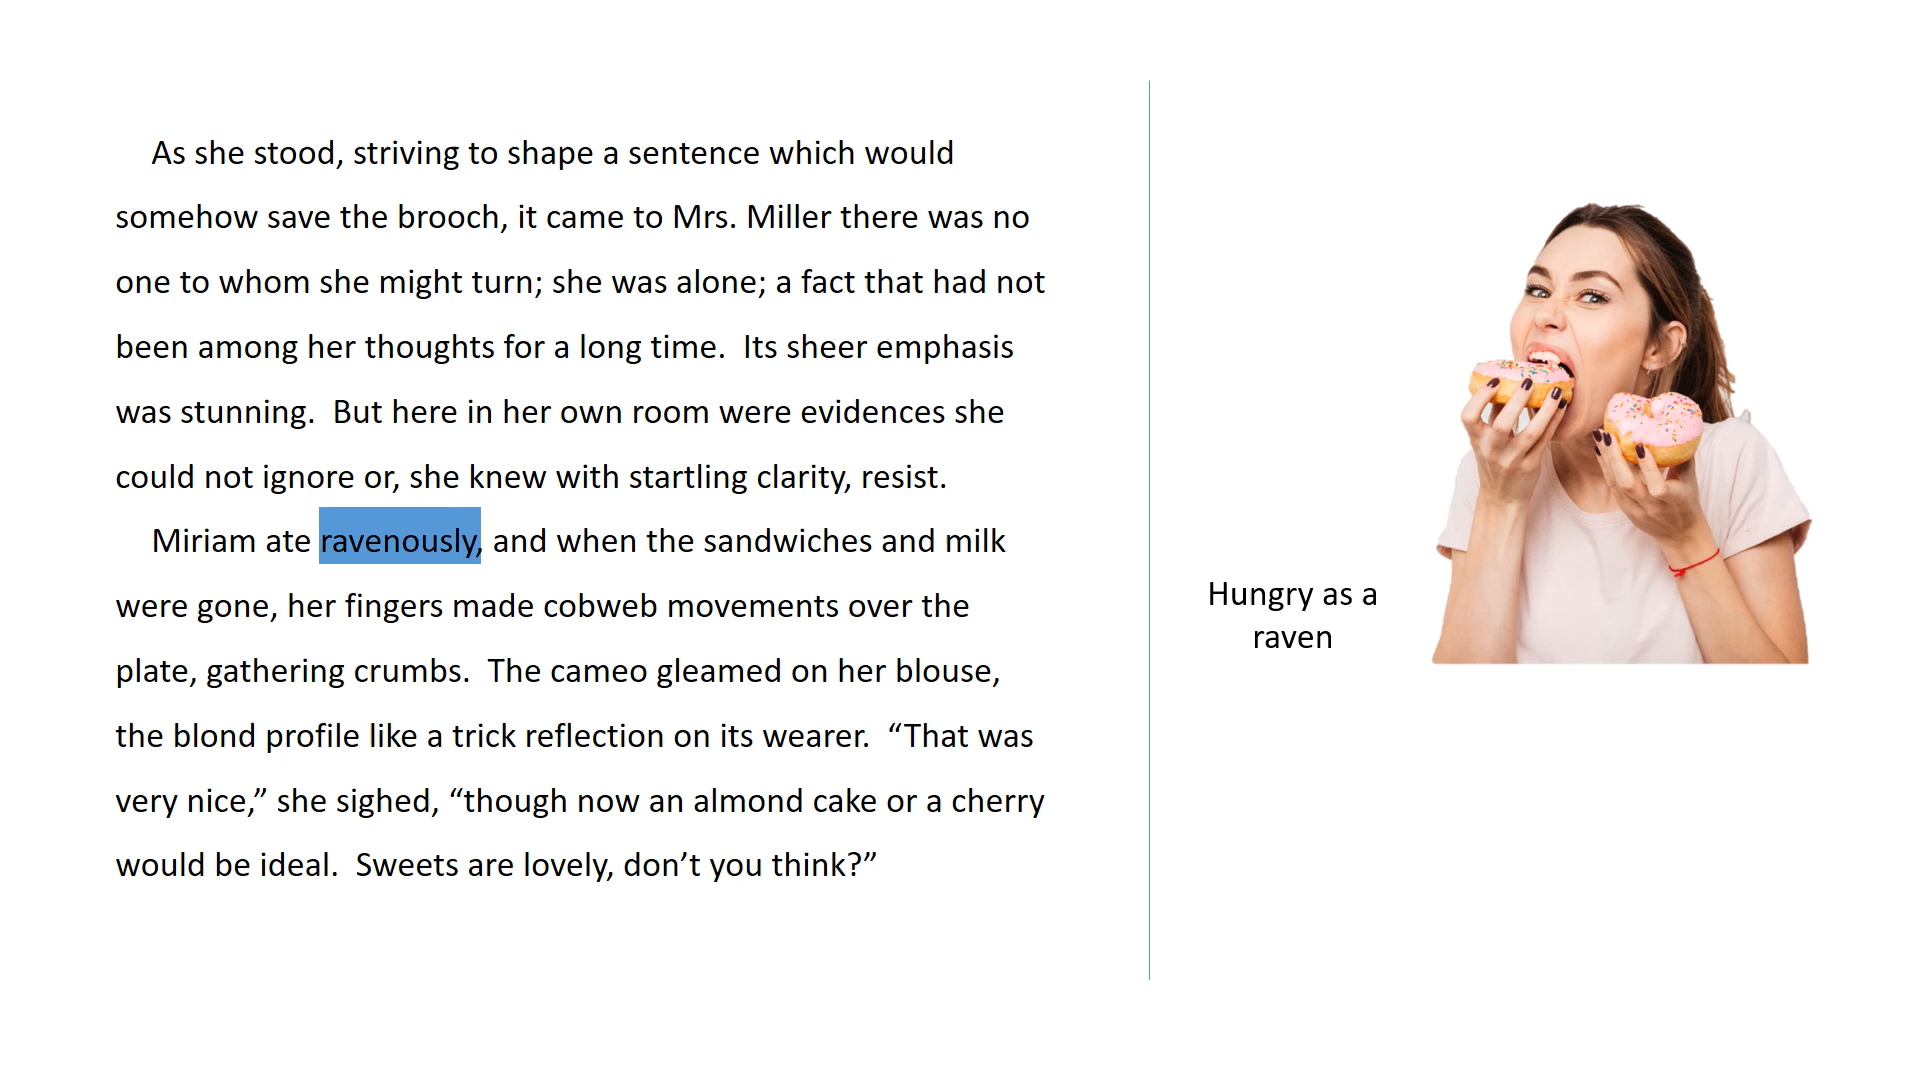 As she stood, striving to shape a sentence which would
somehow save the brooch, it came to Mrs. Miller there was no
one to whom she might turn; she was alone; a fact that had not
been among her thoughts for a long time.  Its sheer emphasis
was stunning.  But here in her own room were evidences she
could not ignore or, she knew with startling clarity, resist.
Miriam ate ravenously, and when the sandwiches and milk
were gone, her fingers made cobweb movements over the
plate, gathering crumbs.  The cameo gleamed on her blouse,
the blond profile like a trick reflection on its wearer.  “That was
very nice,” she sighed, “though now an almond cake or a cherry
would be ideal.  Sweets are lovely, don’t you think?”
Hungry as a
raven